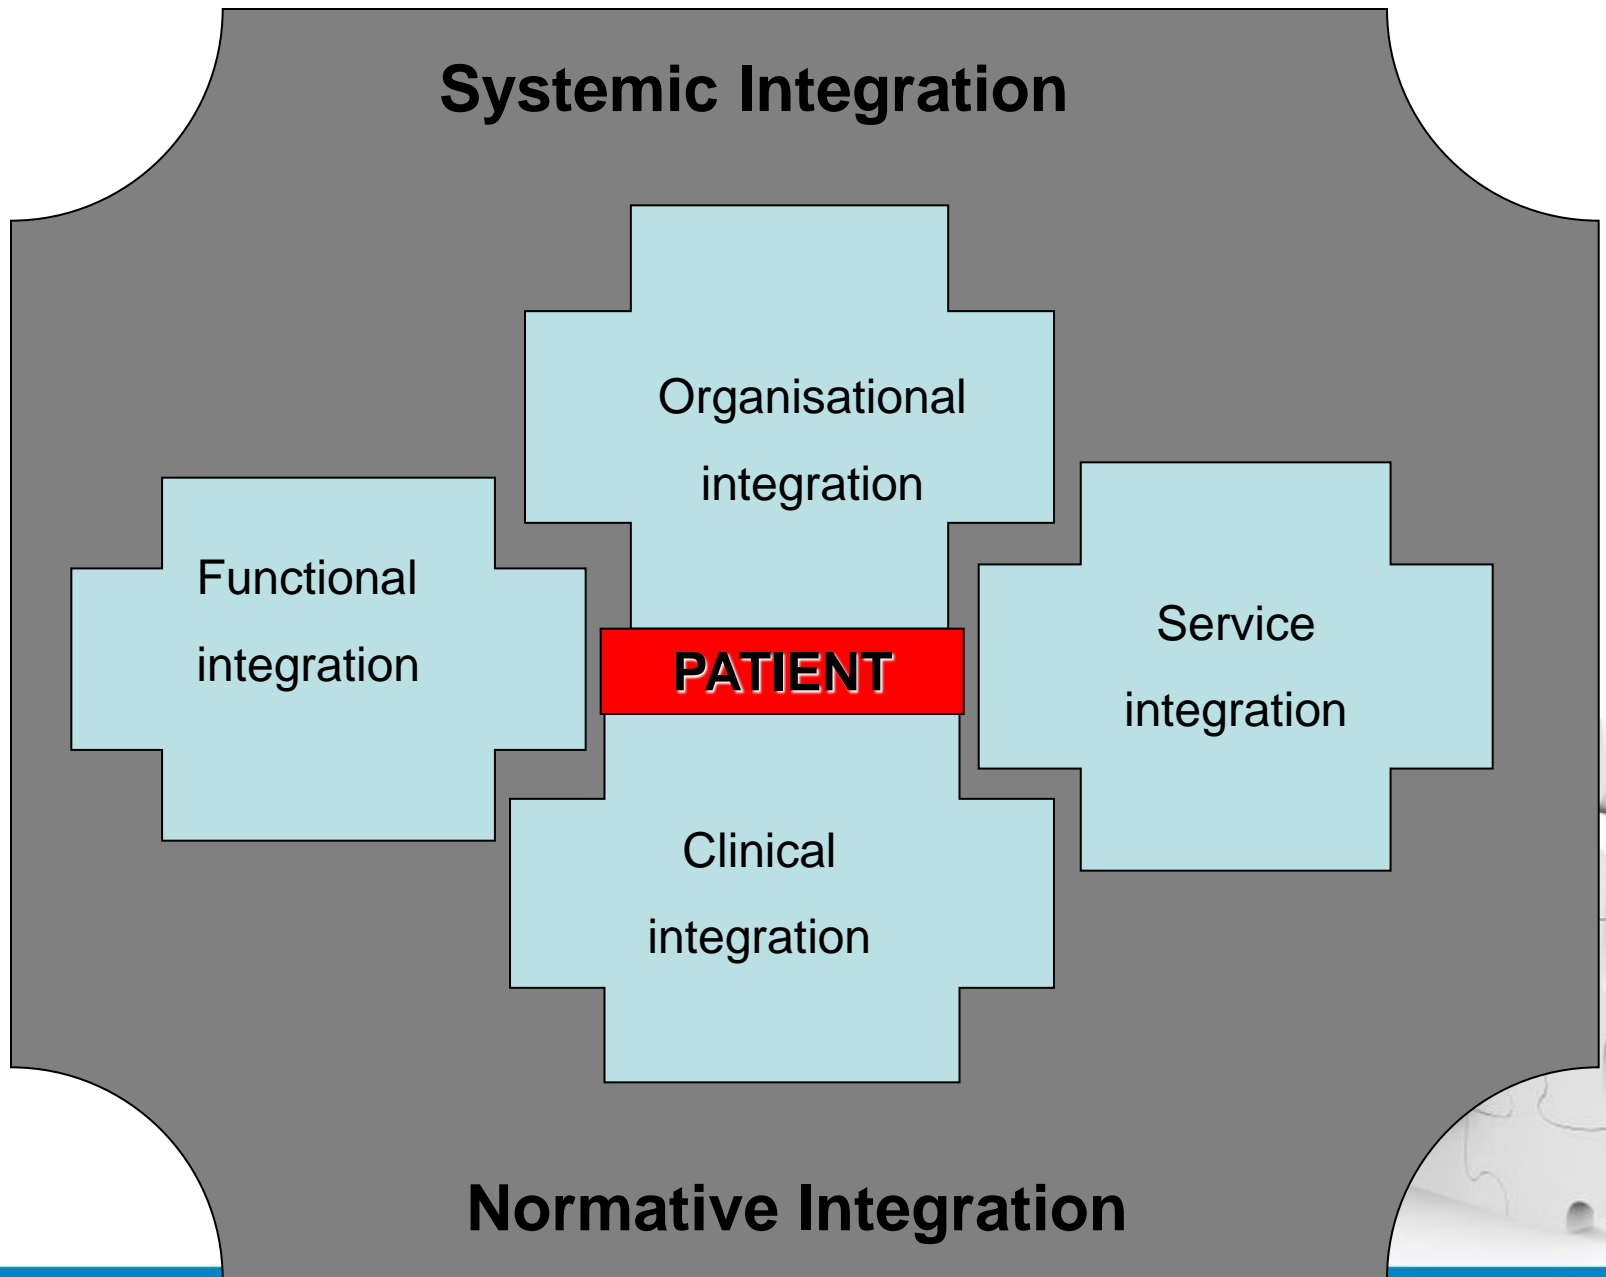 Systemic Integration
Organisational
integration
Functional
integration
Service
integration
PATIENT
Clinical
integration
Normative Integration